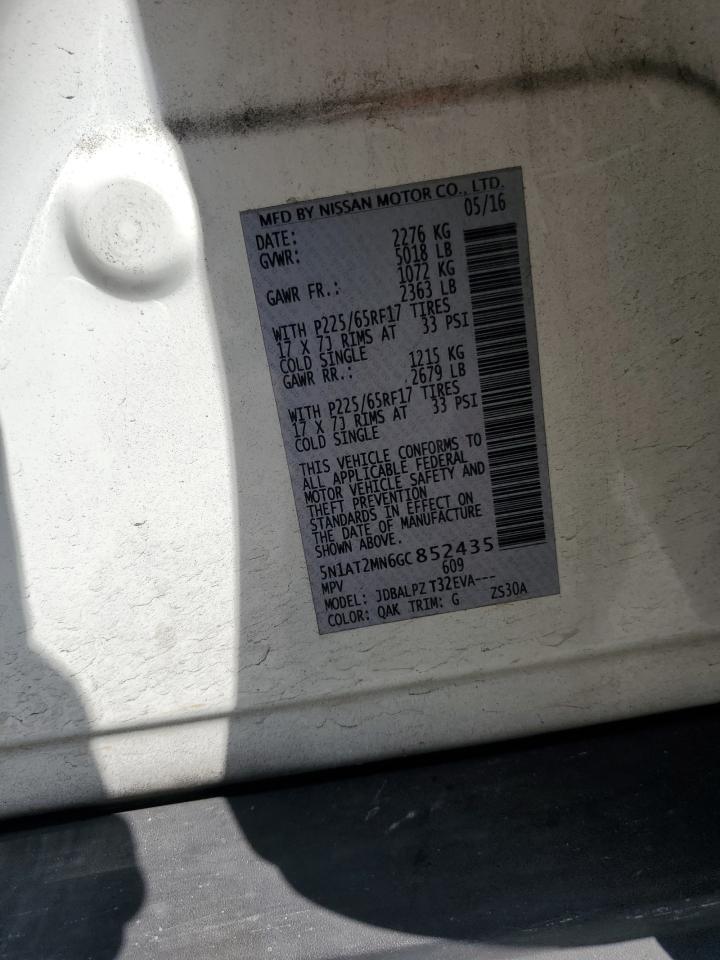 MFD BY NISSAN MOTOR CO., LTD.
DATE: 05/16
GVWR: 2276 KG
5018 LB
GAWR FR.: 1072 KG
2363 LB
WITH P225/65RF17 TIRES
17 X 7J RIMS AT 33 PSI
COLD SINGLE
GAWR RR.: 1215 KG
2679 LB
WITH P225/65RF17 TIRES
17 X 7J RIMS AT 33 PSI
COLD SINGLE
THIS VEHICLE CONFORMS TO
ALL APPLICABLE FEDERAL
MOTOR VEHICLE SAFETY AND
THEFT PREVENTION
STANDARDS IN EFFECT ON
THE DATE OF MANUFACTURE
SHOWN ABOVE.
5N1AT2MN6GC852435
MPV 609
MODEL: JDBALPZ T32EVA---
COLOR: QAK TRIM: G ZS30A